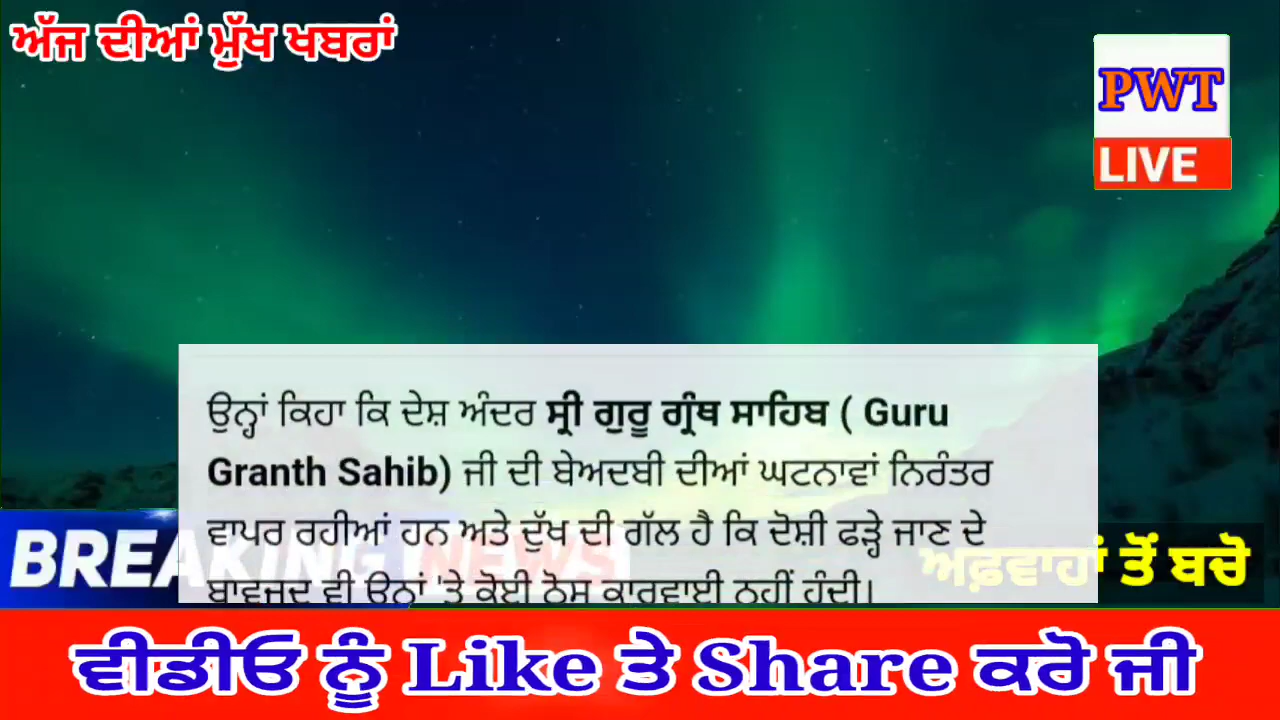 ਅੱਜ ਦੀਆਂ ਮੁੱਖ ਖਬਰਾਂ
PWT
LIVE
ਉਨ੍ਹਾਂ ਕਿਹਾ ਕਿ ਦੇਸ਼ ਅੰਦਰ ਸ੍ਰੀ ਗੁਰੂ ਗ੍ਰੰਥ ਸਾਹਿਬ ( Guru
Granth Sahib) ਜੀ ਦੀ ਬੇਅਦਬੀ ਦੀਆਂ ਘਟਨਾਵਾਂ ਨਿਰੰਤਰ
ਵਾਪਰ ਰਹੀਆਂ ਹਨ ਅਤੇ ਦੁੱਖ ਦੀ ਗੱਲ ਹੈ ਕਿ ਦੋਸ਼ੀ ਫੜ੍ਹੇ ਜਾਣ ਦੇ
ਬਾਵਜੂਦ ਵੀ ਉਨਾਂ 'ਤੇ ਕੋਈ ਠੋਸ ਕਾਰਵਾਈ ਨਹੀਂ ਹੁੰਦੀ।
BREAKING NEWS
ਅਫ਼ਵਾਹਾਂ ਤੋਂ ਬਚੋ
ਵੀਡੀਓ ਨੂੰ Like ਤੇ Share ਕਰੋ ਜੀ